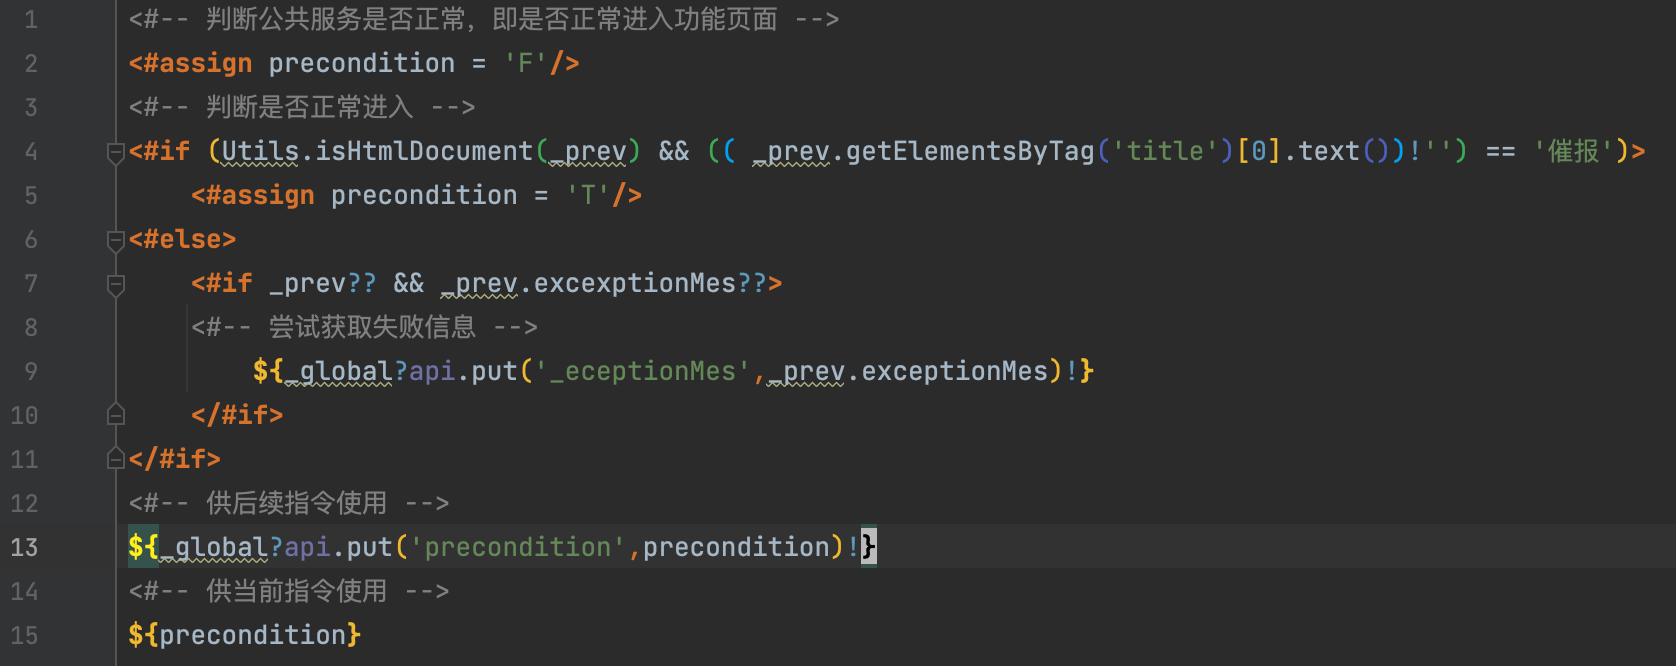 1 <#-- 判断公共服务是否正常，即是否正常进入功能页面 -->
2 <#assign precondition = 'F'/>
3 <#-- 判断是否正常进入 -->
4 <#if (Utils.isHtmlDocument(_prev) && (( _prev.getElementsByTag('title')[0].text())!'') == '催报')>
5     <#assign precondition = 'T'/>
6 <#else>
7     <#if _prev?? && _prev.excexptionMes??>
8     <#-- 尝试获取失败信息 -->
9         ${_global?api.put('_eceptionMes',_prev.exceptionMes)!}
10     </#if>
11 </#if>
12 <#-- 供后续指令使用 -->
13 ${_global?api.put('precondition',precondition)!}
14 <#-- 供当前指令使用 -->
15 ${precondition}